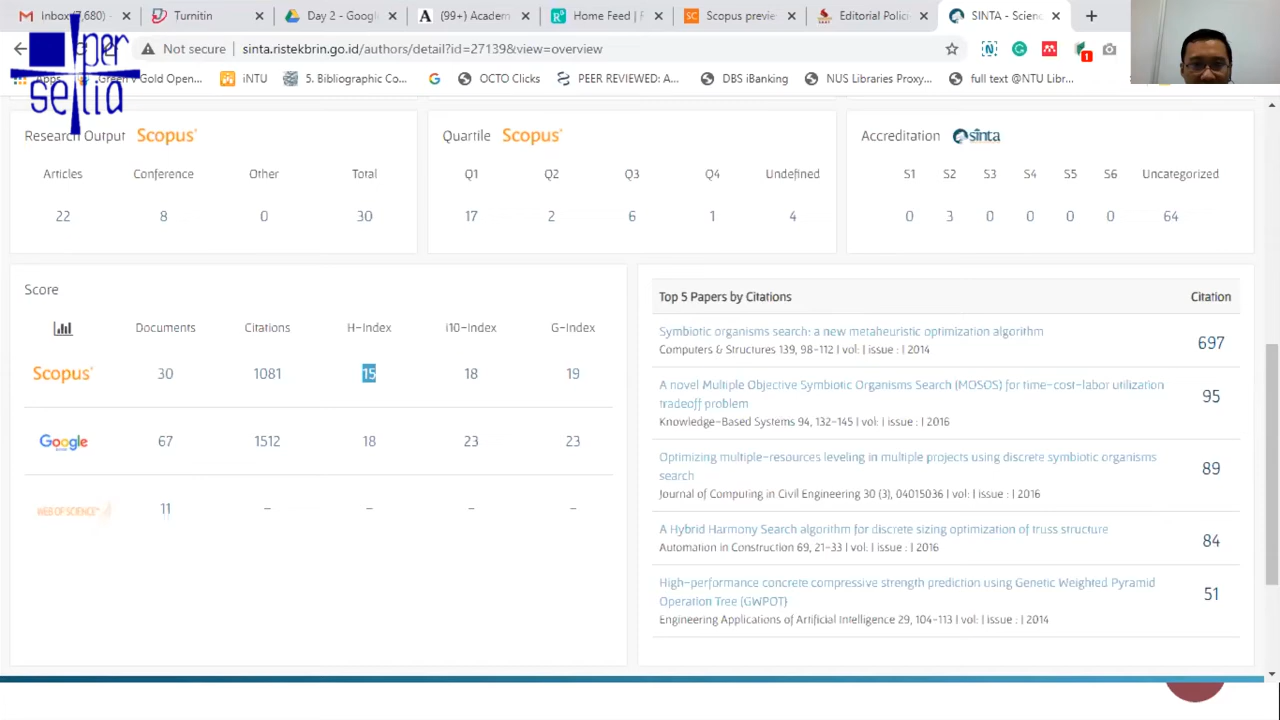 Inbox (7,680)
Turnitin
Day 2 - Google
(99+) Academ
Home Feed | F
Scopus previe
Editorial Polic
SINTA - Scienc
Not secure
sinta.ristekbrin.go.id/authors/detail?id=27139&view=overview
Apps
Green v Gold Open...
iNTU
5. Bibliographic Co...
OCTO Clicks
PEER REVIEWED: A...
DBS iBanking
NUS Libraries Proxy...
full text @NTU Libr...
per
setia
Research Output Scopus
Articles Conference Other Total
22 8 0 30
Quartile Scopus
Q1 Q2 Q3 Q4 Undefined
17 2 6 1 4
Accreditation sinta
S1 S2 S3 S4 S5 S6 Uncategorized
0 3 0 0 0 0 64
Score
Documents Citations H-Index i10-Index G-Index
Scopus 30 1081 15 18 19
Google 67 1512 18 23 23
WEB OF SCIENCE 11 - - - -
Top 5 Papers by Citations Citation
Symbiotic organisms search: a new metaheuristic optimization algorithm
Computers & Structures 139, 98-112 | vol: | issue : | 2014
697
A novel Multiple Objective Symbiotic Organisms Search (MOSOS) for time-cost-labor utilization
tradeoff problem
Knowledge-Based Systems 94, 132-145 | vol: | issue : | 2016
95
Optimizing multiple-resources leveling in multiple projects using discrete symbiotic organisms
search
Journal of Computing in Civil Engineering 30 (3), 04015036 | vol: | issue : | 2016
89
A Hybrid Harmony Search algorithm for discrete sizing optimization of truss structure
Automation in Construction 69, 21-33 | vol: | issue : | 2016
84
High-performance concrete compressive strength prediction using Genetic Weighted Pyramid
Operation Tree (GWPOT)
Engineering Applications of Artificial Intelligence 29, 104-113 | vol: | issue : | 2014
51